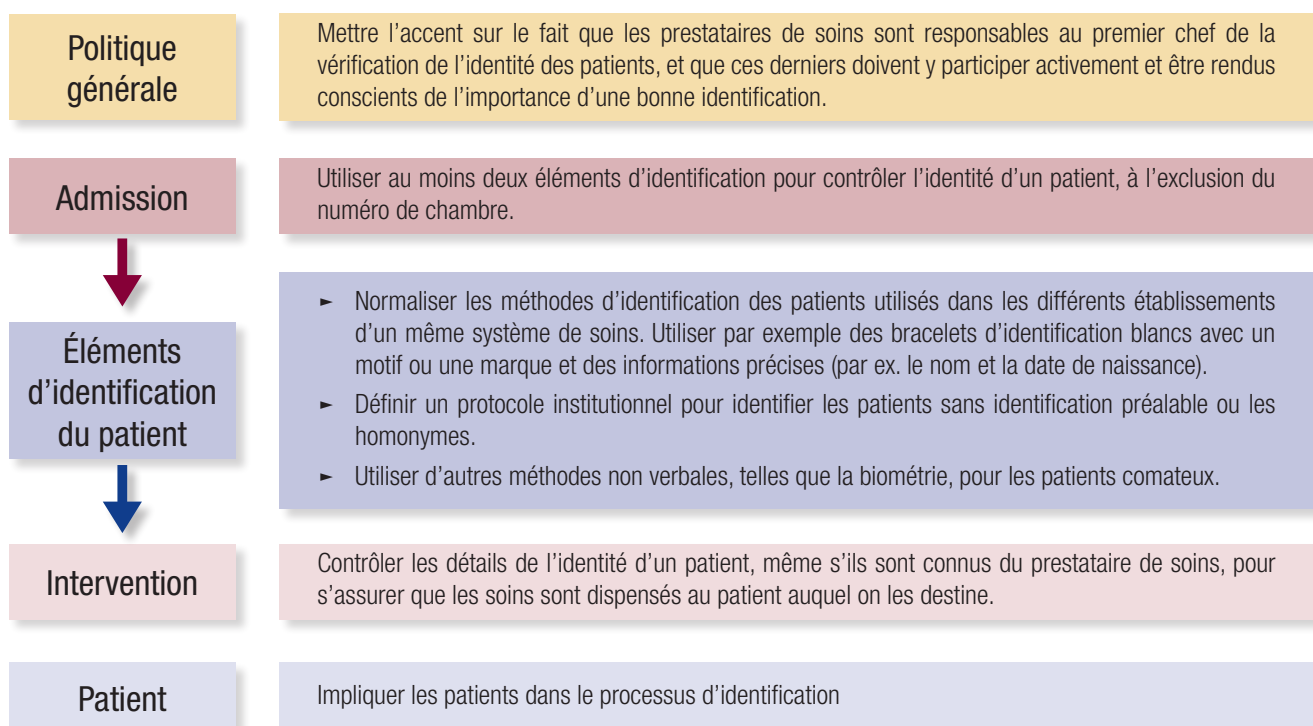 Politique
générale
Mettre l’accent sur le fait que les prestataires de soins sont responsables au premier chef de la
vérification de l’identité des patients, et que ces derniers doivent y participer activement et être rendus
conscients de l’importance d’une bonne identification.
Admission
Utiliser au moins deux éléments d’identification pour contrôler l’identité d’un patient, à l’exclusion du
numéro de chambre.
Éléments
d’identification
du patient
► Normaliser les méthodes d’identification des patients utilisés dans les différents établissements
d’un même système de soins. Utiliser par exemple des bracelets d’identification blancs avec un
motif ou une marque et des informations précises (par ex. le nom et la date de naissance).
► Définir un protocole institutionnel pour identifier les patients sans identification préalable ou les
homonymes.
► Utiliser d’autres méthodes non verbales, telles que la biométrie, pour les patients comateux.
Intervention
Contrôler les détails de l’identité d’un patient, même s’ils sont connus du prestataire de soins, pour
s’assurer que les soins sont dispensés au patient auquel on les destine.
Patient
Impliquer les patients dans le processus d’identification